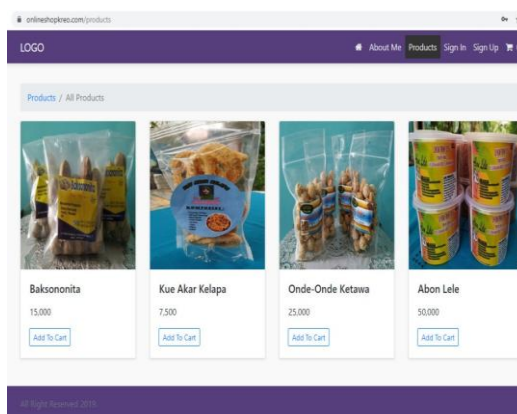 onlineshopkreo.com/products
LOGO
About Me Products Sign In Sign Up
Products / All Products
Baksononita
Baksononita
Kue Akar Kelapa
Onde-Onde Ketawa
Abon Lele
15,000
7,500
25,000
50,000
Add To Cart
Add To Cart
Add To Cart
Add To Cart
All Right Reserved 2019.